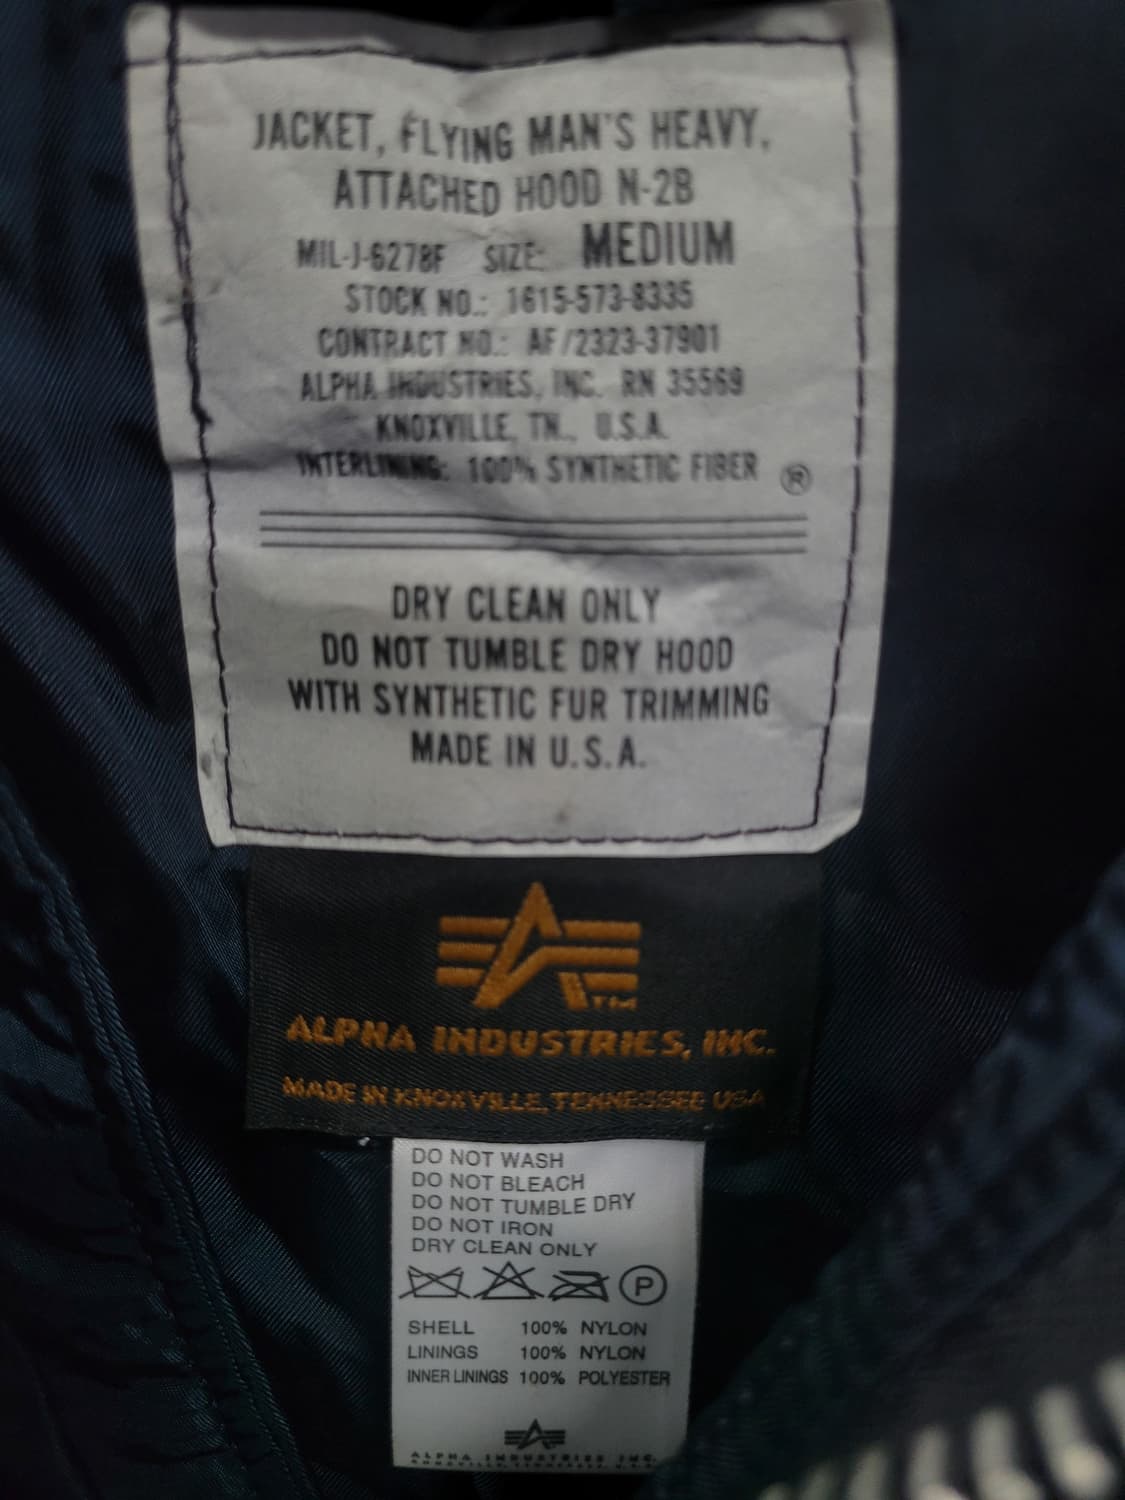 JACKET, FLYING MAN'S HEAVY,
ATTACHED HOOD N-2B
MIL-J-6278F SIZE: MEDIUM
STOCK NO.: 1615-573-8335
CONTRACT NO.: AF/2323-37901
ALPHA INDUSTRIES, INC. RN 35569
KNOXVILLE, TN., U.S.A.
INTERLINING: 100% SYNTHETIC FIBER ®
DRY CLEAN ONLY
DO NOT TUMBLE DRY HOOD
WITH SYNTHETIC FUR TRIMMING
MADE IN U.S.A.
TM
ALPHA INDUSTRIES, INC.
MADE IN KNOXVILLE, TENNESSEE USA
DO NOT WASH
DO NOT BLEACH
DO NOT TUMBLE DRY
DO NOT IRON
DRY CLEAN ONLY
P
SHELL 100% NYLON
LININGS 100% NYLON
INNER LININGS 100% POLYESTER
ALPHA INDUSTRIES INC.